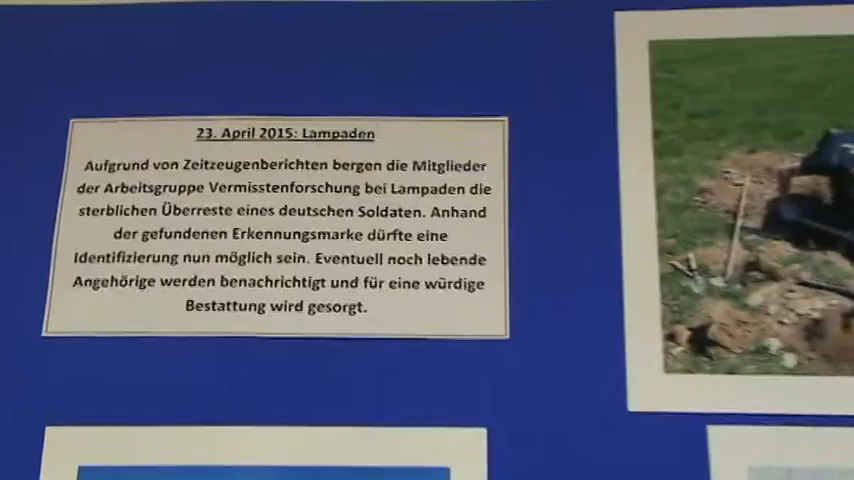 23. April 2015: Lampaden
Aufgrund von Zeitzeugenberichten bergen die Mitglieder
der Arbeitsgruppe Vermisstenforschung bei Lampaden die
sterblichen Überreste eines deutschen Soldaten. Anhand
der gefundenen Erkennungsmarke dürfte eine
Identifizierung nun möglich sein. Eventuell noch lebende
Angehörige werden benachrichtigt und für eine würdige
Bestattung wird gesorgt.